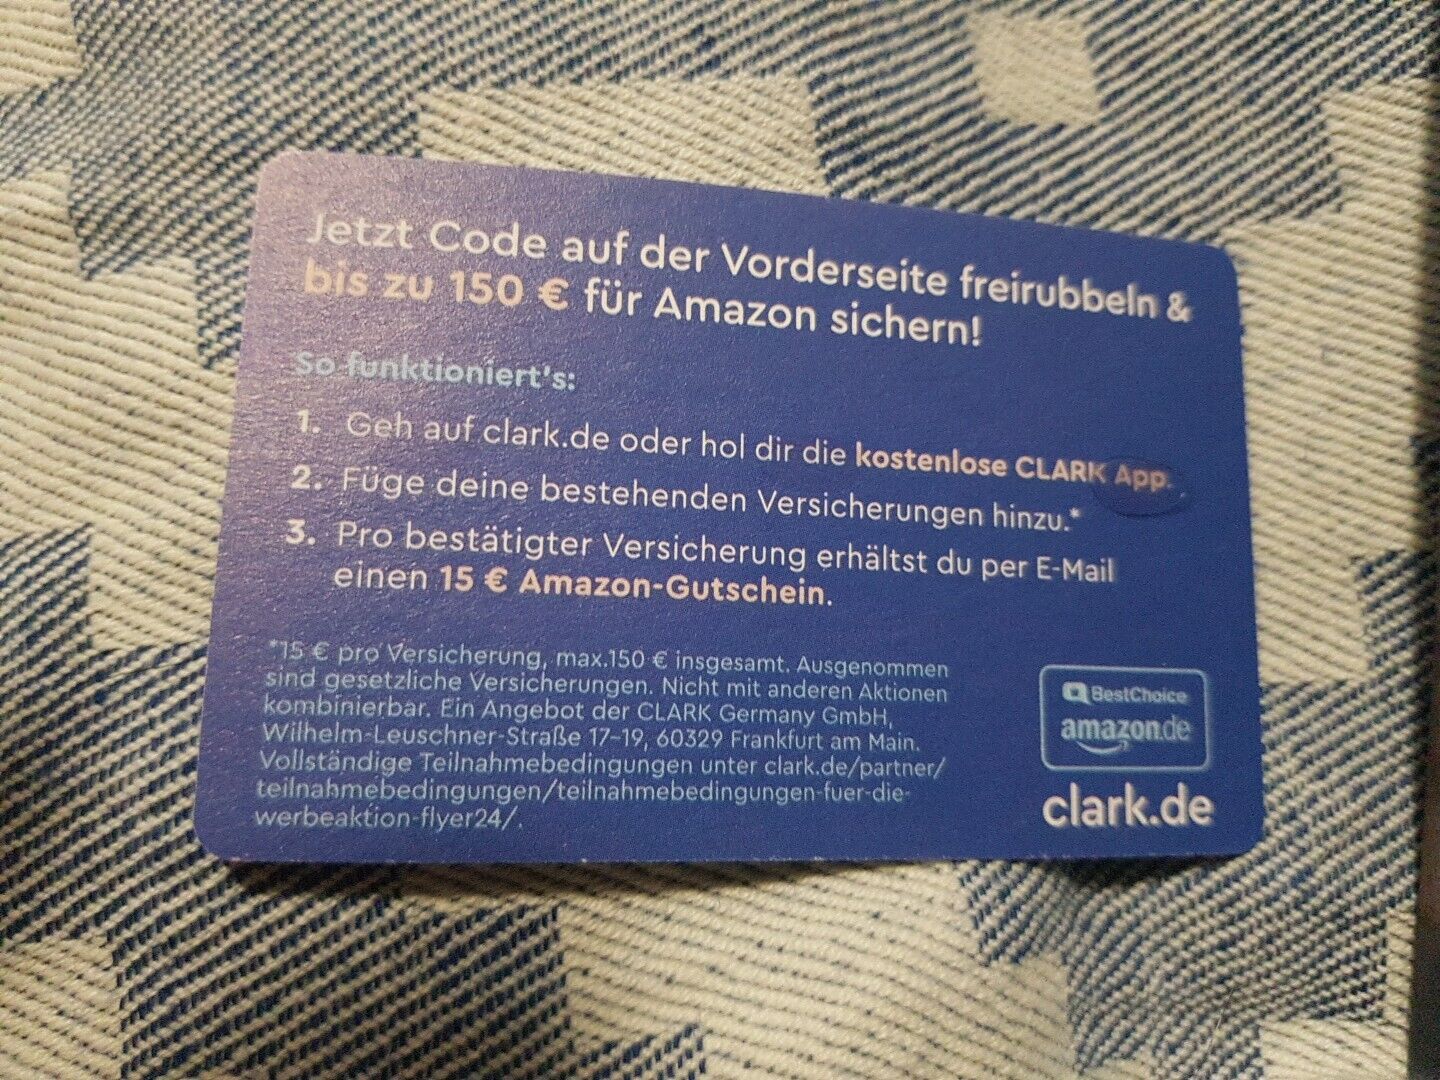 Jetzt Code auf der Vorderseite freirubbeln &
bis zu 150 € für Amazon sichern!
So funktioniert's:
1. Geh auf clark.de oder hol dir die kostenlose CLARK App.
2. Füge deine bestehenden Versicherungen hinzu.*
3. Pro bestätigter Versicherung erhältst du per E-Mail
einen 15 € Amazon-Gutschein.
*15 € pro Versicherung, max.150 € insgesamt. Ausgenommen
sind gesetzliche Versicherungen. Nicht mit anderen Aktionen
kombinierbar. Ein Angebot der CLARK Germany GmbH,
Wilhelm-Leuschner-Straße 17-19, 60329 Frankfurt am Main.
Vollständige Teilnahmebedingungen unter clark.de/partner/
teilnahmebedingungen/teilnahmebedingungen-fuer-die-
werbeaktion-flyer24/.
BestChoice
amazon.de
clark.de